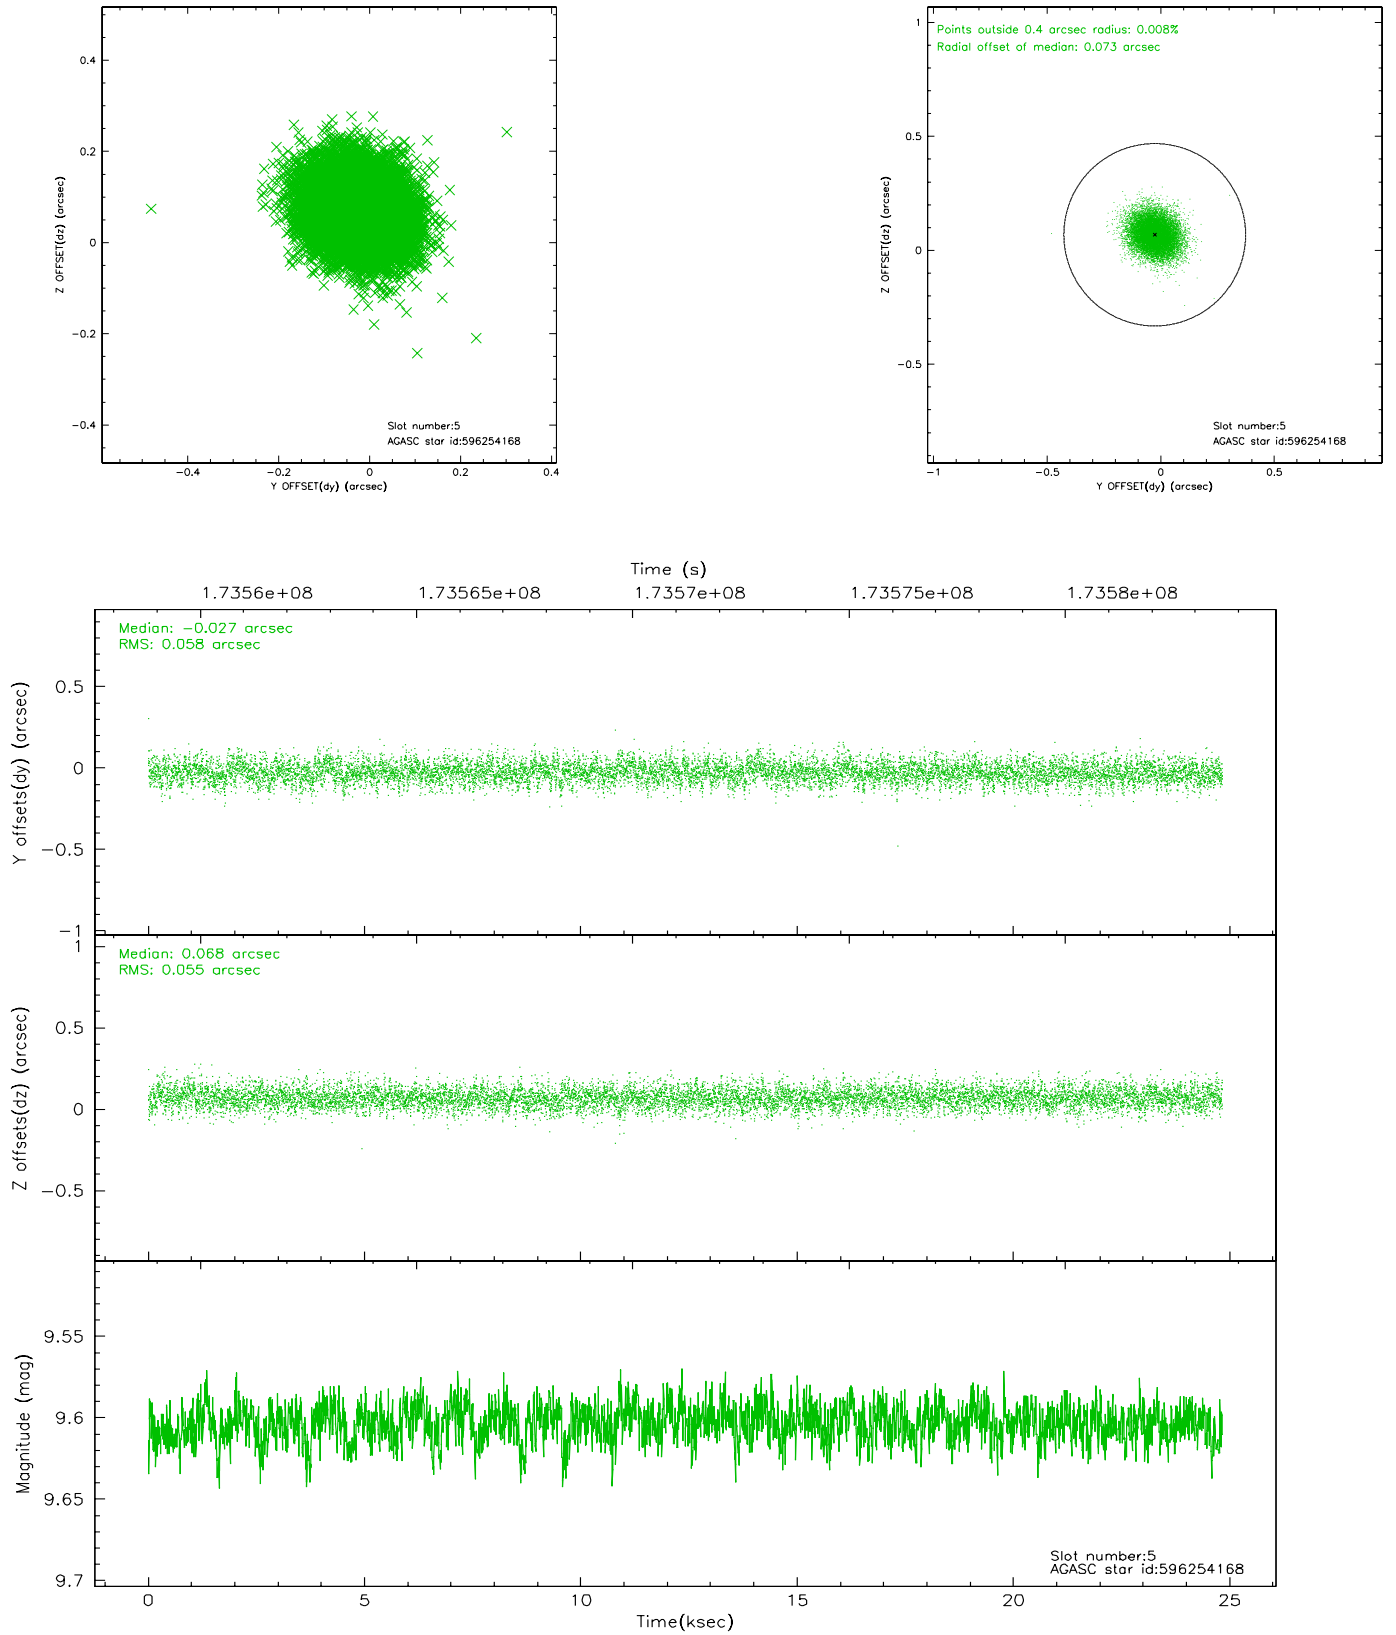 0.4
0.2
0
-0.2
-0.4
Z OFFSET(dz) (arcsec)
Slot number:5
AGASC star id:596254168
-0.4 -0.2 0 0.2 0.4
Y OFFSET(dy) (arcsec)
Points outside 0.4 arcsec radius: 0.008%
Radial offset of median: 0.073 arcsec
1
0.5
0
-0.5
Z OFFSET(dz) (arcsec)
Slot number:5
AGASC star id:596254168
-1 -0.5 0 0.5
Y OFFSET(dy) (arcsec)
Time (s)
1.7356e+08 1.73565e+08 1.7357e+08 1.73575e+08 1.7358e+08
Median: -0.027 arcsec
RMS: 0.058 arcsec
0.5
0
-0.5
-1
Y offsets(dy) (arcsec)
Median: 0.068 arcsec
RMS: 0.055 arcsec
1
0.5
0
-0.5
Z offsets(dz) (arcsec)
9.55
9.6
9.65
9.7
Magnitude (mag)
Slot number:5
AGASC star id:596254168
0 5 10 15 20 25
Time(ksec)